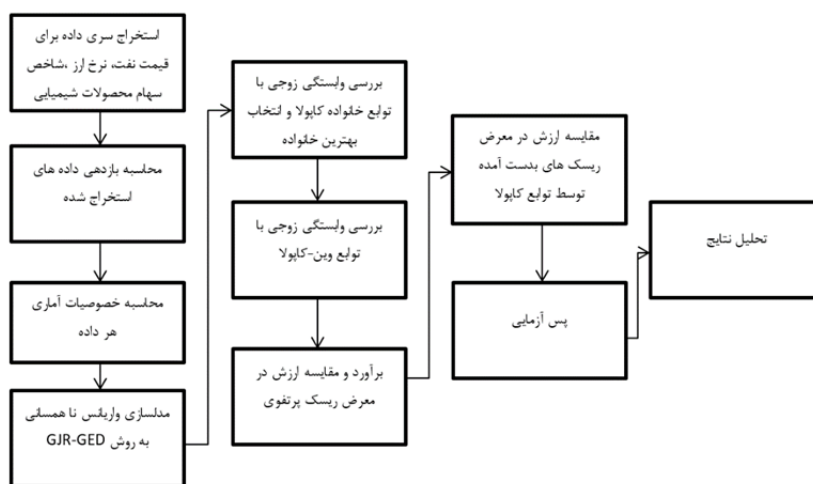 استخراج سری داده برای
قیمت نفت، نرخ ارز ،شاخص
سهام محصولات شیمیایی
محاسبه بازدهی داده های
استخراج شده
محاسبه خصوصیات آماری
هر داده
مدلسازی واریانس نا همسانی
به روش GJR-GED
بررسی وابستگی زوجی با
توابع خانواده کاپولا و انتخاب
بهترین خانواده
بررسی وابستگی زوجی با
توابع وین-کاپولا
برآورد و مقایسه ارزش در
معرض ریسک پرتفوی
مقایسه ارزش در معرض
ریسک های بدست آمده
توسط توابع کاپولا
پس آزمایی
تحلیل نتایج